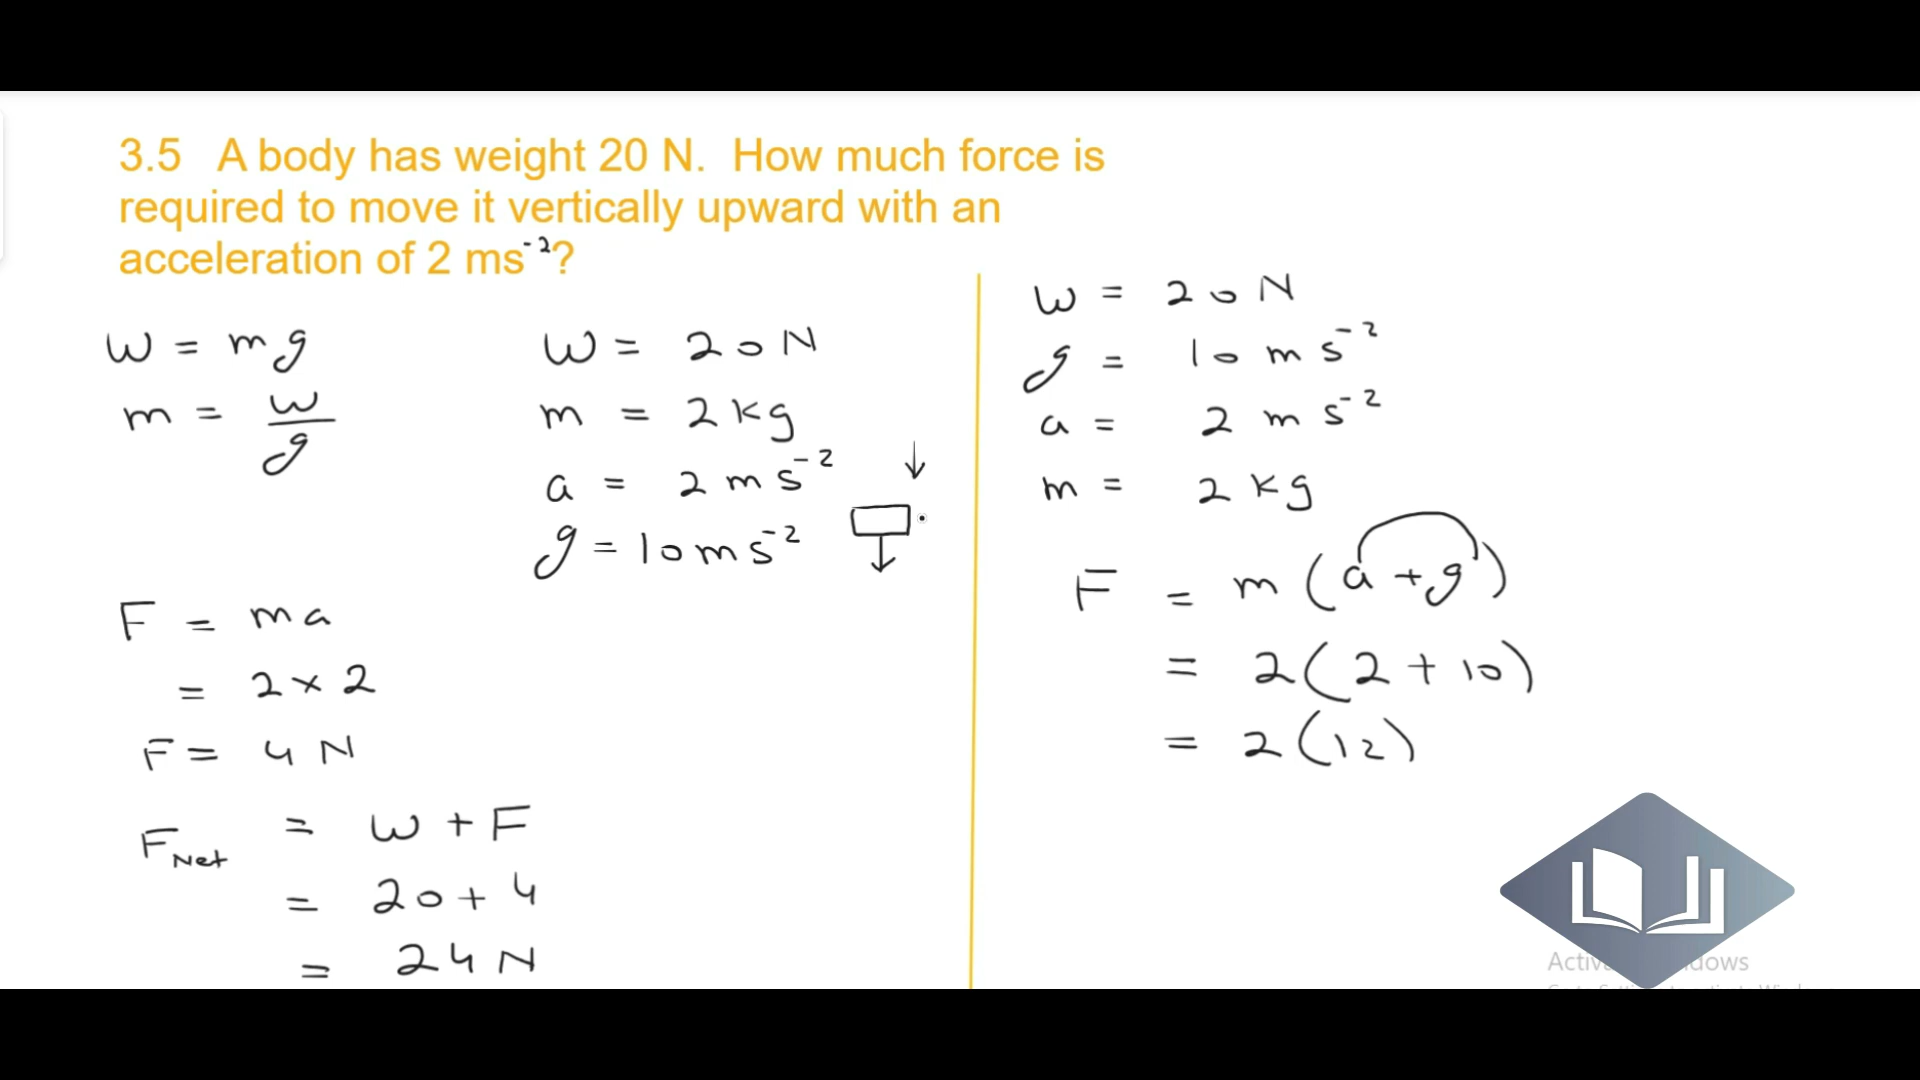 3.5 A body has weight 20 N. How much force is
required to move it vertically upward with an
acceleration of 2 ms⁻²?
W = mg
m = W/g
W = 20 N
m = 2 kg
a = 2 ms⁻²
g = 10 ms⁻²
F = ma
= 2 × 2
F = 4 N
F Net = W + F
= 20 + 4
= 24 N
W = 20 N
g = 10 ms⁻²
a = 2 ms⁻²
m = 2 kg
F = m(a + g)
= 2(2 + 10)
= 2(12)